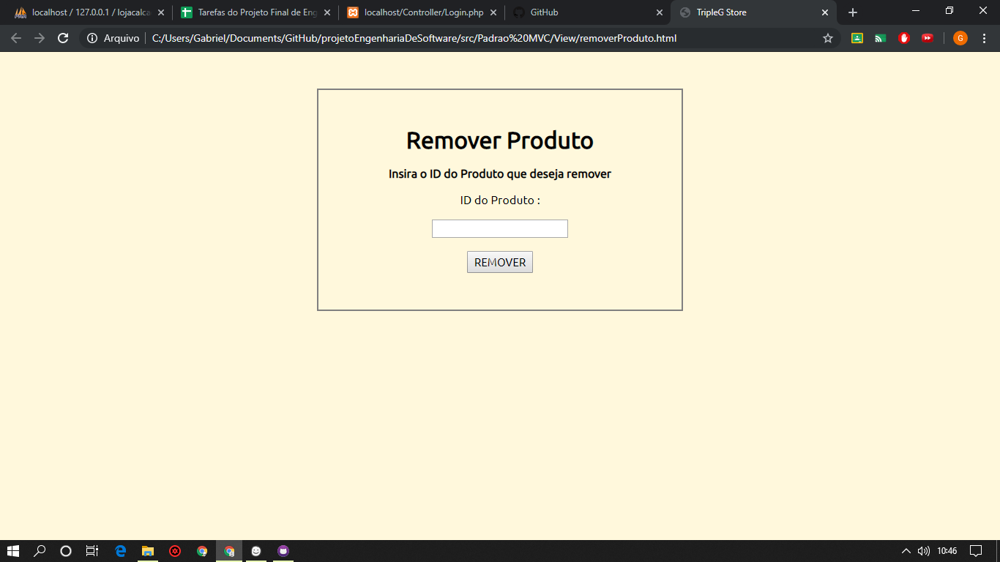 localhost / 127.0.0.1 / lojacalca
Tarefas do Projeto Final de Eng
localhost/Controller/Login.php
GitHub
TripleG Store
Arquivo
C:/Users/Gabriel/Documents/GitHub/projetoEngenhariaDeSoftware/src/Padrao%20MVC/View/removerProduto.html
G
Remover Produto
Insira o ID do Produto que deseja remover
ID do Produto :
REMOVER
10:46